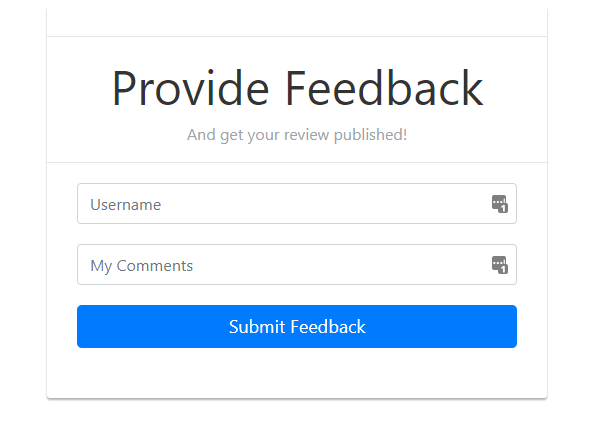 Provide Feedback
And get your review published!
Username
My Comments
Submit Feedback